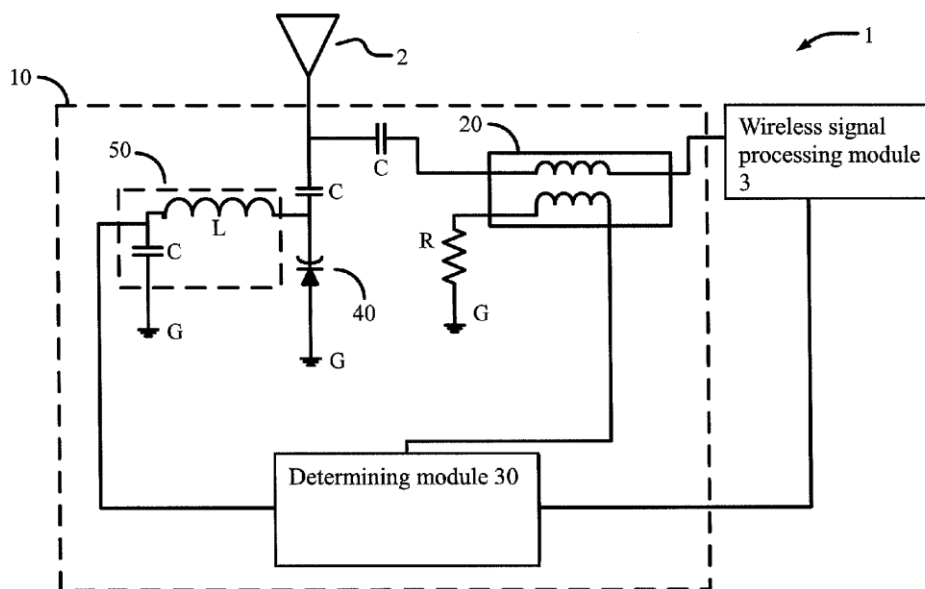 2
1
10
20
Wireless signal
processing module
3
50
C
C
L
C
R
40
G
G
G
Determining module 30